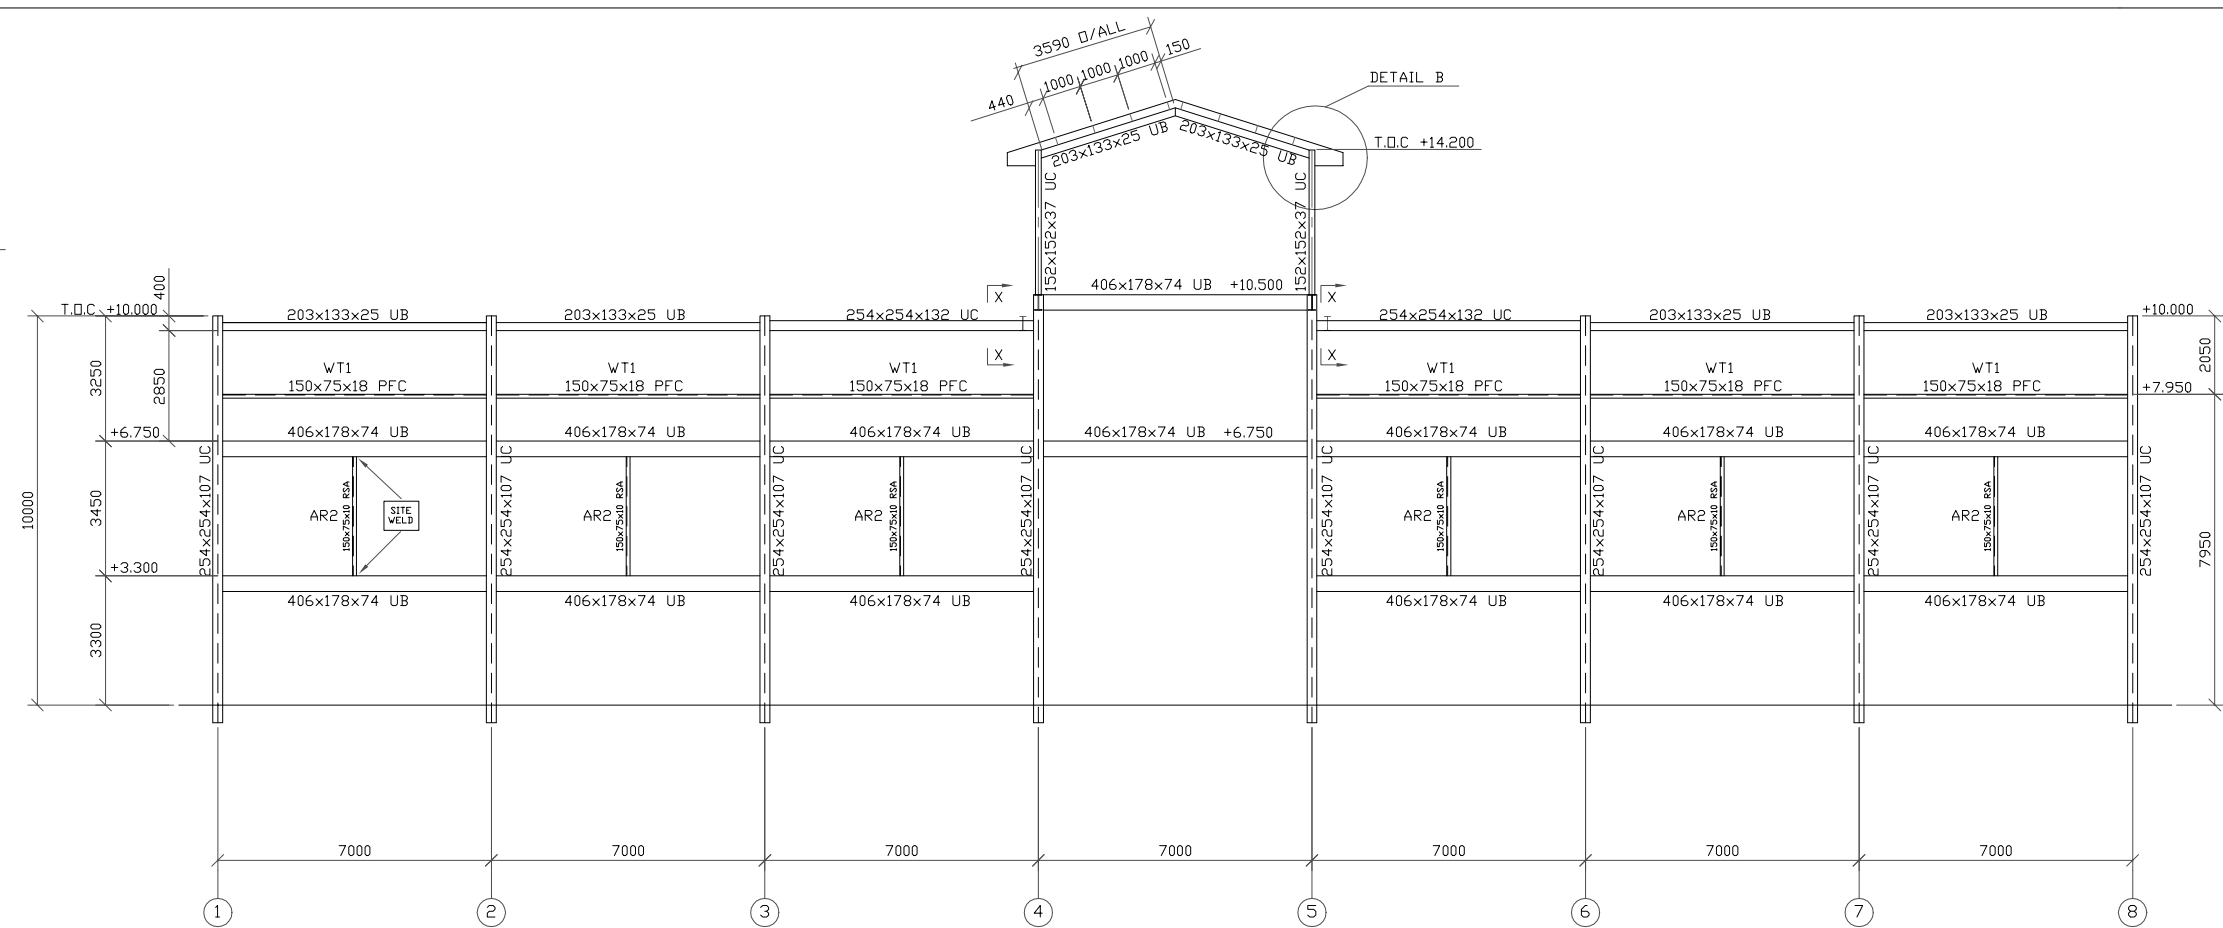 3590 O/ALL
440
1000
1000
1000
150
DETAIL B
203x133x25 UB
203x133x25 UB
T.O.C +14.200
152x152x37 UC
152x152x37 UC
406x178x74 UB +10.500
X
X
T.O.C +10.000
400
203x133x25 UB
203x133x25 UB
254x254x132 UC
254x254x132 UC
203x133x25 UB
203x133x25 UB
+10.000
X
X
3250
2850
2050
WT1
150x75x18 PFC
WT1
150x75x18 PFC
WT1
150x75x18 PFC
WT1
150x75x18 PFC
WT1
150x75x18 PFC
WT1
150x75x18 PFC
+7.950
+6.750
406x178x74 UB
406x178x74 UB
406x178x74 UB
406x178x74 UB +6.750
406x178x74 UB
406x178x74 UB
406x178x74 UB
10000
3450
254x254x107 UC
AR2
150x75x10 RSA
SITE
WELD
254x254x107 UC
AR2
150x75x10 RSA
254x254x107 UC
AR2
150x75x10 RSA
254x254x107 UC
254x254x107 UC
AR2
150x75x10 RSA
254x254x107 UC
AR2
150x75x10 RSA
254x254x107 UC
AR2
150x75x10 RSA
254x254x107 UC
7950
+3.300
406x178x74 UB
406x178x74 UB
406x178x74 UB
406x178x74 UB
406x178x74 UB
406x178x74 UB
3300
7000
7000
7000
7000
7000
7000
7000
1
2
3
4
5
6
7
8